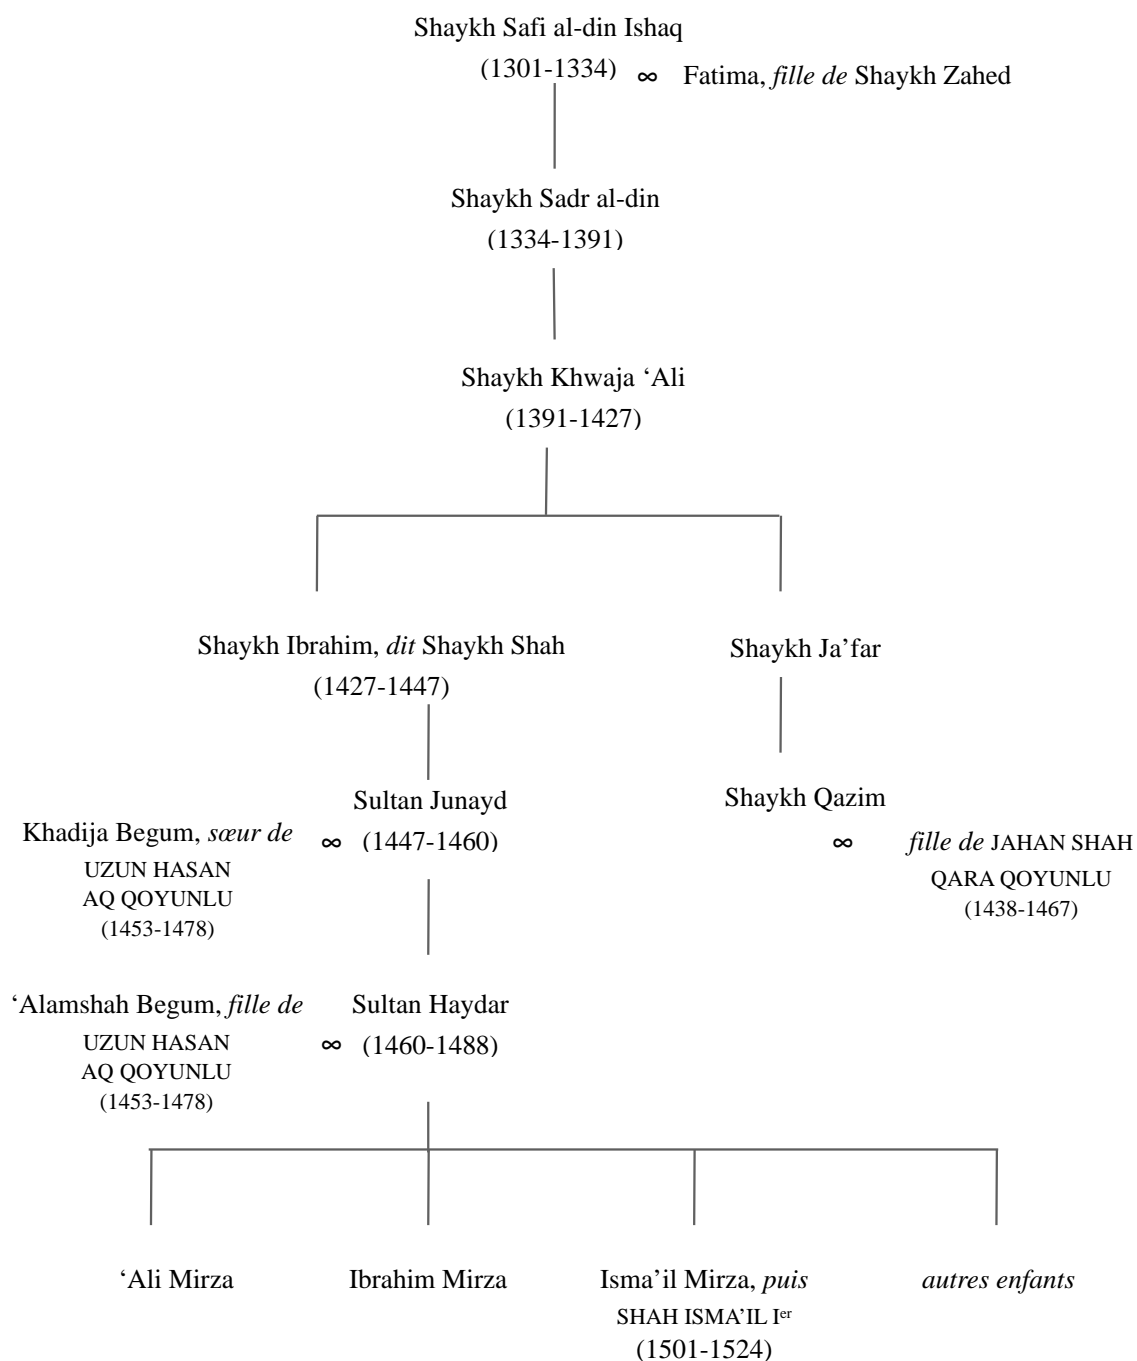 Shaykh Safi al-din Ishaq
(1301-1334) ∞ Fatima, fille de Shaykh Zahed
Shaykh Sadr al-din
(1334-1391)
Shaykh Khwaja ‘Ali
(1391-1427)
Shaykh Ibrahim, dit Shaykh Shah
(1427-1447)
Shaykh Ja’far
Sultan Junayd
(1447-1460)
∞
Khadija Begum, sœur de
UZUN HASAN
AQ QOYUNLU
(1453-1478)
Shaykh Qazim
∞
fille de JAHAN SHAH
QARA QOYUNLU
(1438-1467)
‘Alamshah Begum, fille de
UZUN HASAN
AQ QOYUNLU
(1453-1478)
∞
Sultan Haydar
(1460-1488)
‘Ali Mirza
Ibrahim Mirza
Isma’il Mirza, puis
SHAH ISMA’IL Ier
(1501-1524)
autres enfants